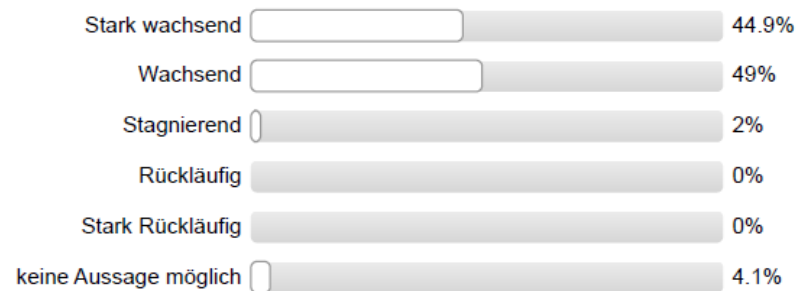 Stark wachsend 44.9%
Wachsend 49%
Stagnierend 2%
Rückläufig 0%
Stark Rückläufig 0%
keine Aussage möglich 4.1%